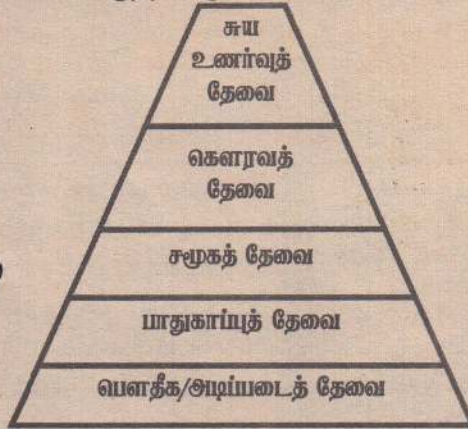 சுய
உணர்வுத்
தேவை
கௌரவத்
தேவை
சமூகத் தேவை
பாதுகாப்புத் தேவை
பௌதீக/அடிப்படைத் தேவை